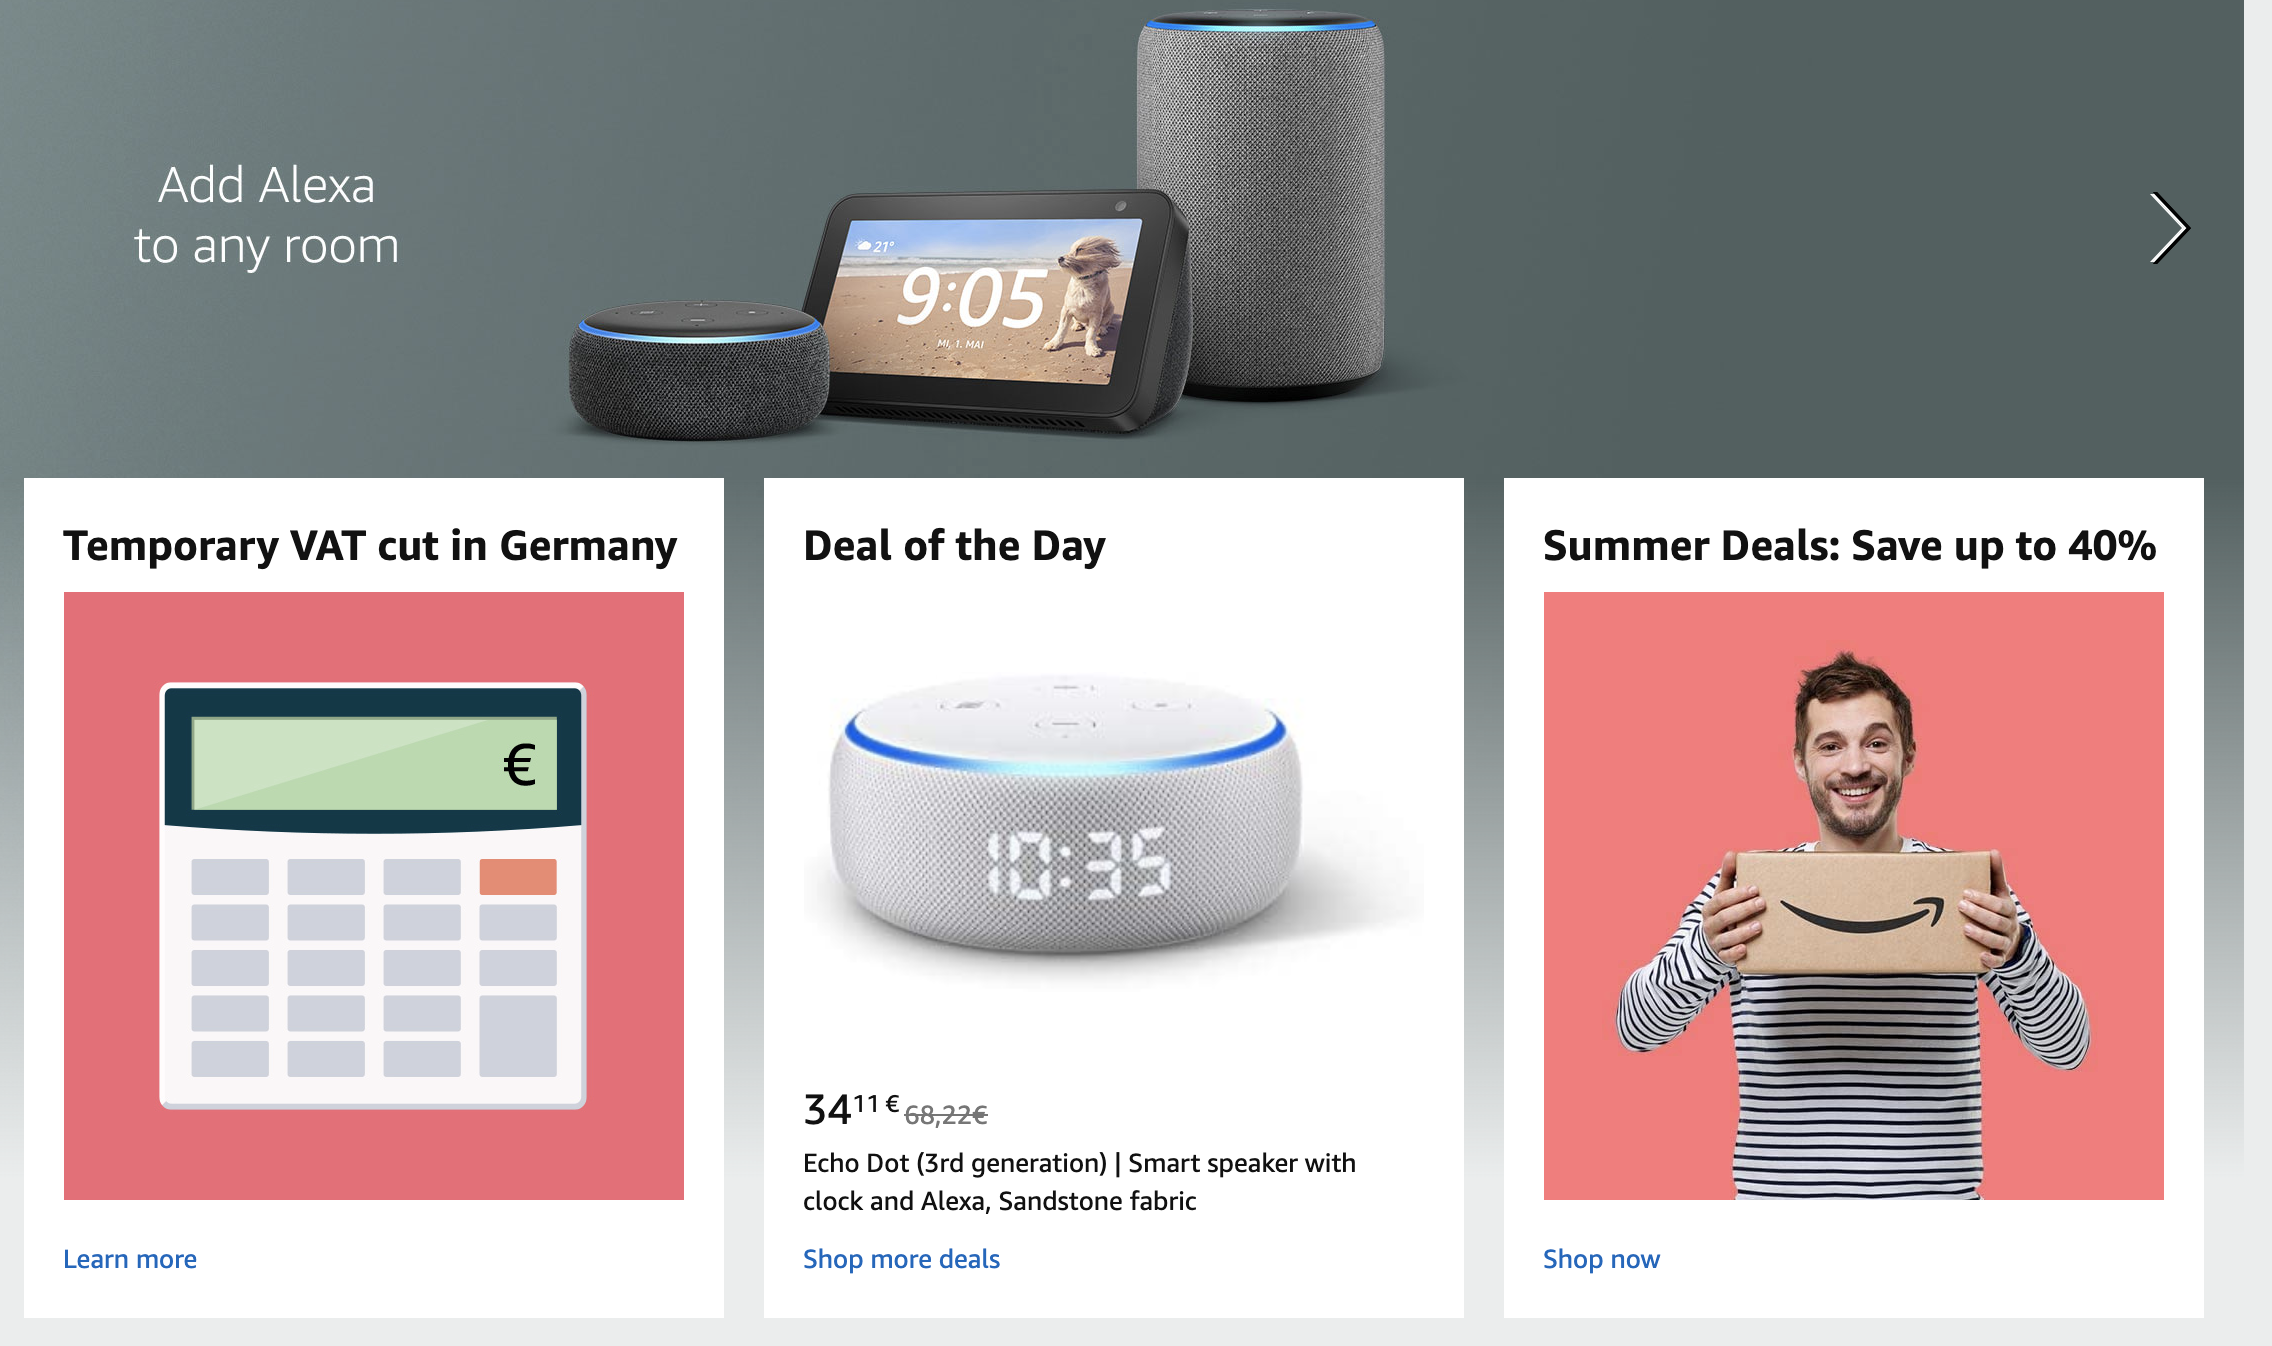 Add Alexa
to any room
21°
9:05
MI, 1. MAI
Temporary VAT cut in Germany
€
Learn more
Deal of the Day
10:35
34 11 € 68,22€
Echo Dot (3rd generation) | Smart speaker with
clock and Alexa, Sandstone fabric
Shop more deals
Summer Deals: Save up to 40%
Shop now